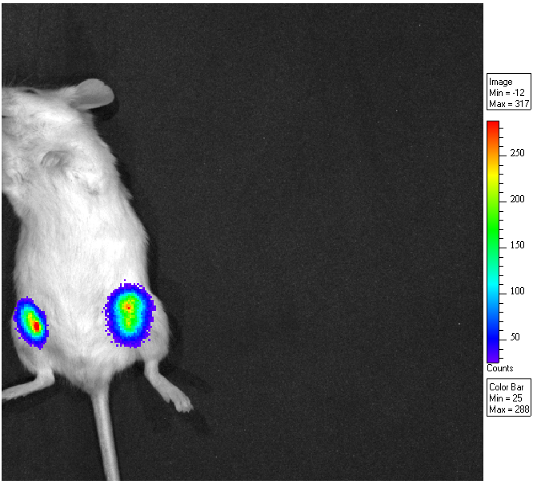 Image
Min = -12
Max = 317
250
200
150
100
50
Counts
Color Bar
Min = 25
Max = 288